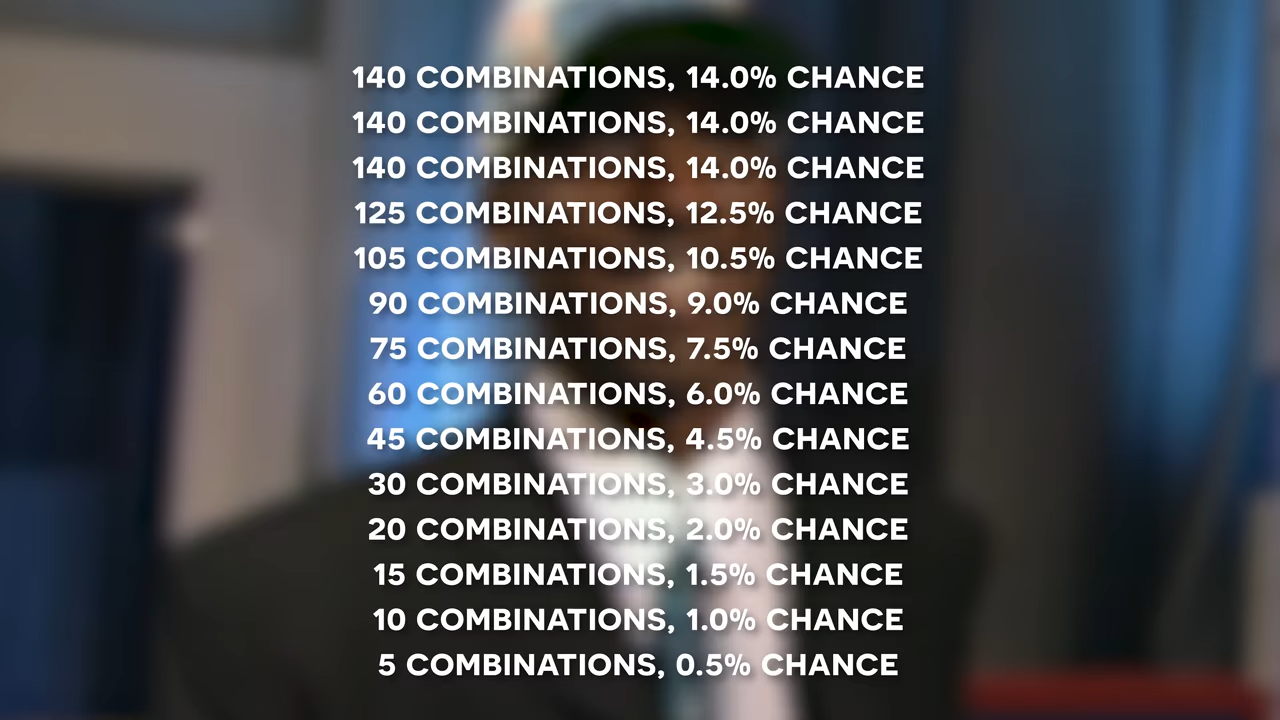 140 COMBINATIONS, 14.0% CHANCE
140 COMBINATIONS, 14.0% CHANCE
140 COMBINATIONS, 14.0% CHANCE
125 COMBINATIONS, 12.5% CHANCE
105 COMBINATIONS, 10.5% CHANCE
90 COMBINATIONS, 9.0% CHANCE
75 COMBINATIONS, 7.5% CHANCE
60 COMBINATIONS, 6.0% CHANCE
45 COMBINATIONS, 4.5% CHANCE
30 COMBINATIONS, 3.0% CHANCE
20 COMBINATIONS, 2.0% CHANCE
15 COMBINATIONS, 1.5% CHANCE
10 COMBINATIONS, 1.0% CHANCE
5 COMBINATIONS, 0.5% CHANCE